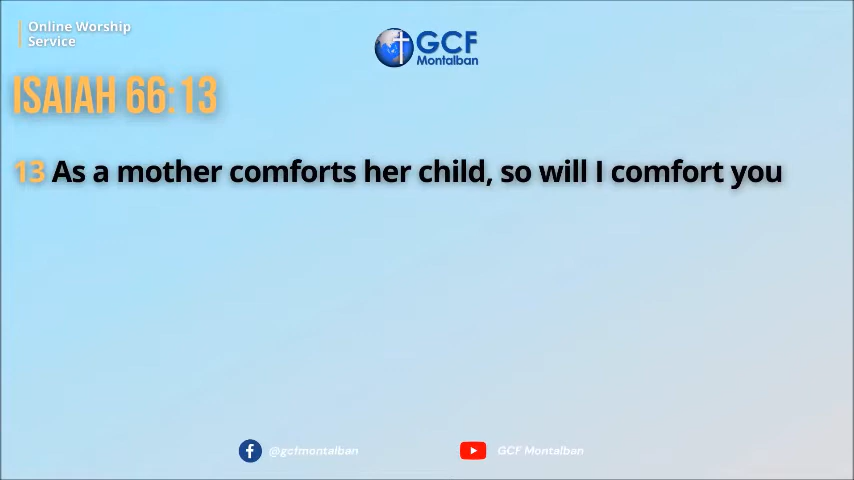 Online Worship
Service
GCF
Montalban
ISAIAH 66:13
13 As a mother comforts her child, so will I comfort you
@gcfmontalban
GCF Montalban